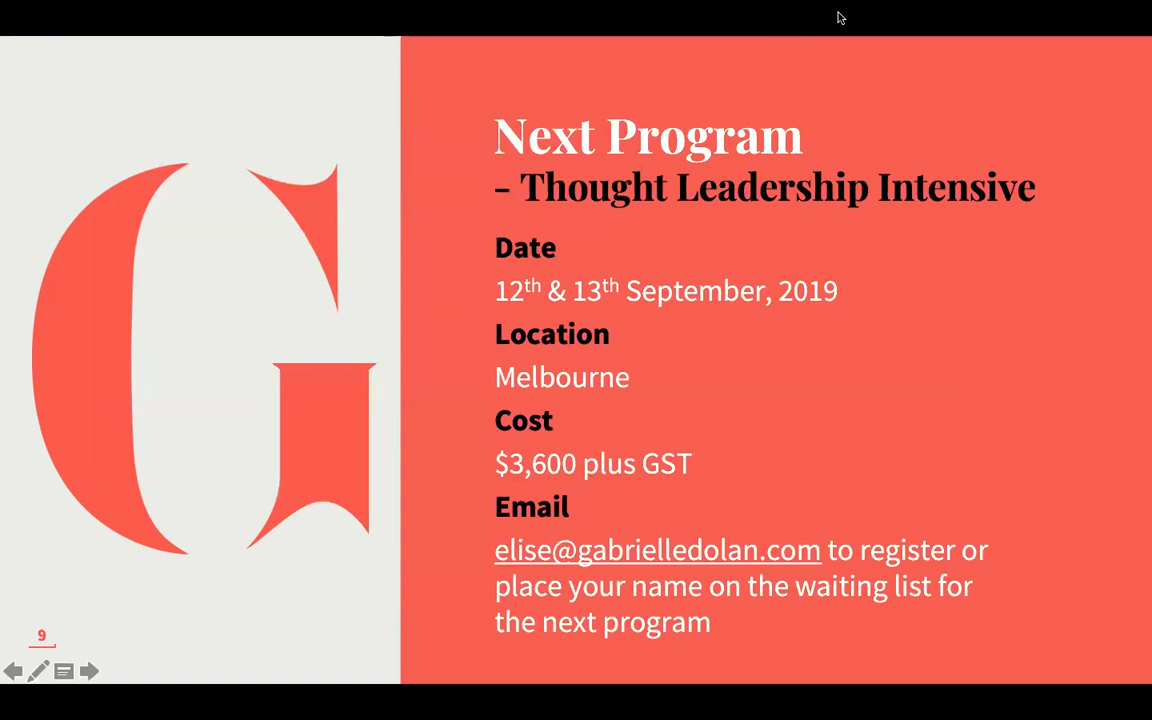 G
Next Program
- Thought Leadership Intensive
Date
12th & 13th September, 2019
Location
Melbourne
Cost
$3,600 plus GST
Email
elise@gabrielledolan.com to register or
place your name on the waiting list for
the next program
9